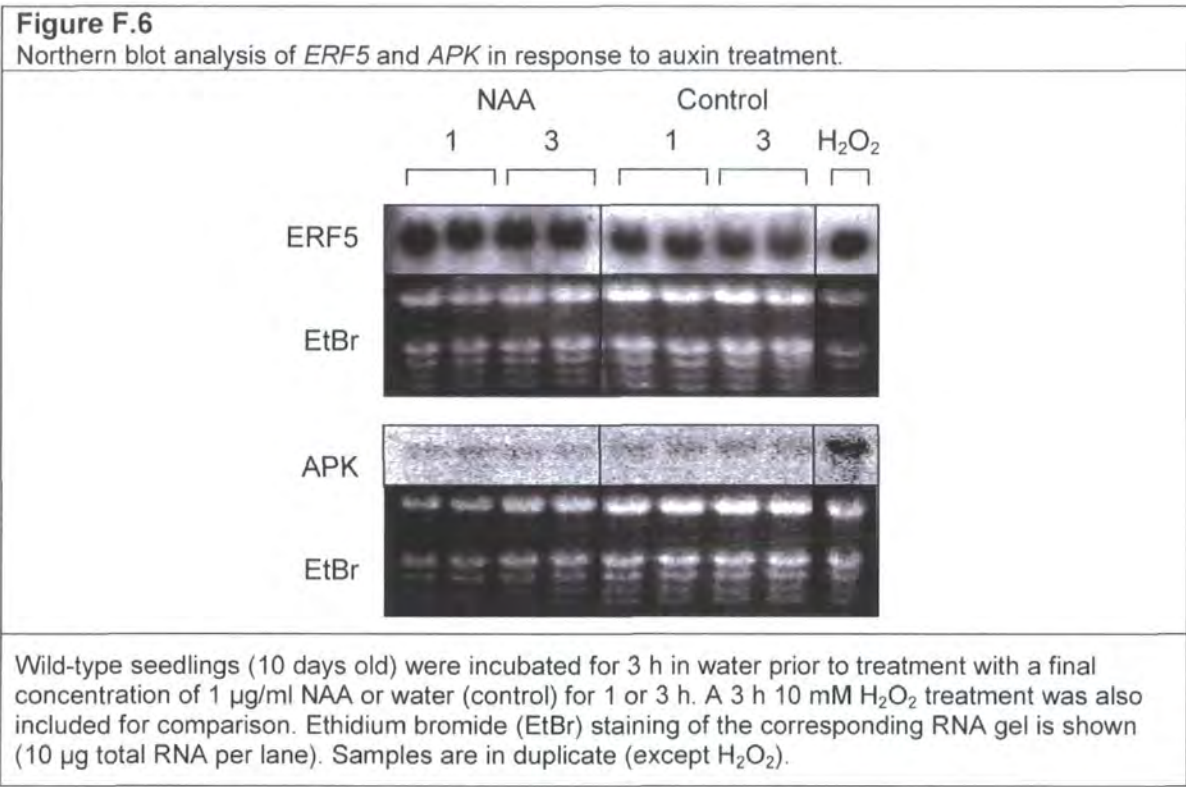 Figure F.6
Northern blot analysis of ERF5 and APK in response to auxin treatment.
NAA Control
1 3 1 3 H₂O₂
ERF5
EtBr
APK
EtBr
Wild-type seedlings (10 days old) were incubated for 3 h in water prior to treatment with a final
concentration of 1 µg/ml NAA or water (control) for 1 or 3 h. A 3 h 10 mM H₂O₂ treatment was also
included for comparison. Ethidium bromide (EtBr) staining of the corresponding RNA gel is shown
(10 µg total RNA per lane). Samples are in duplicate (except H₂O₂).